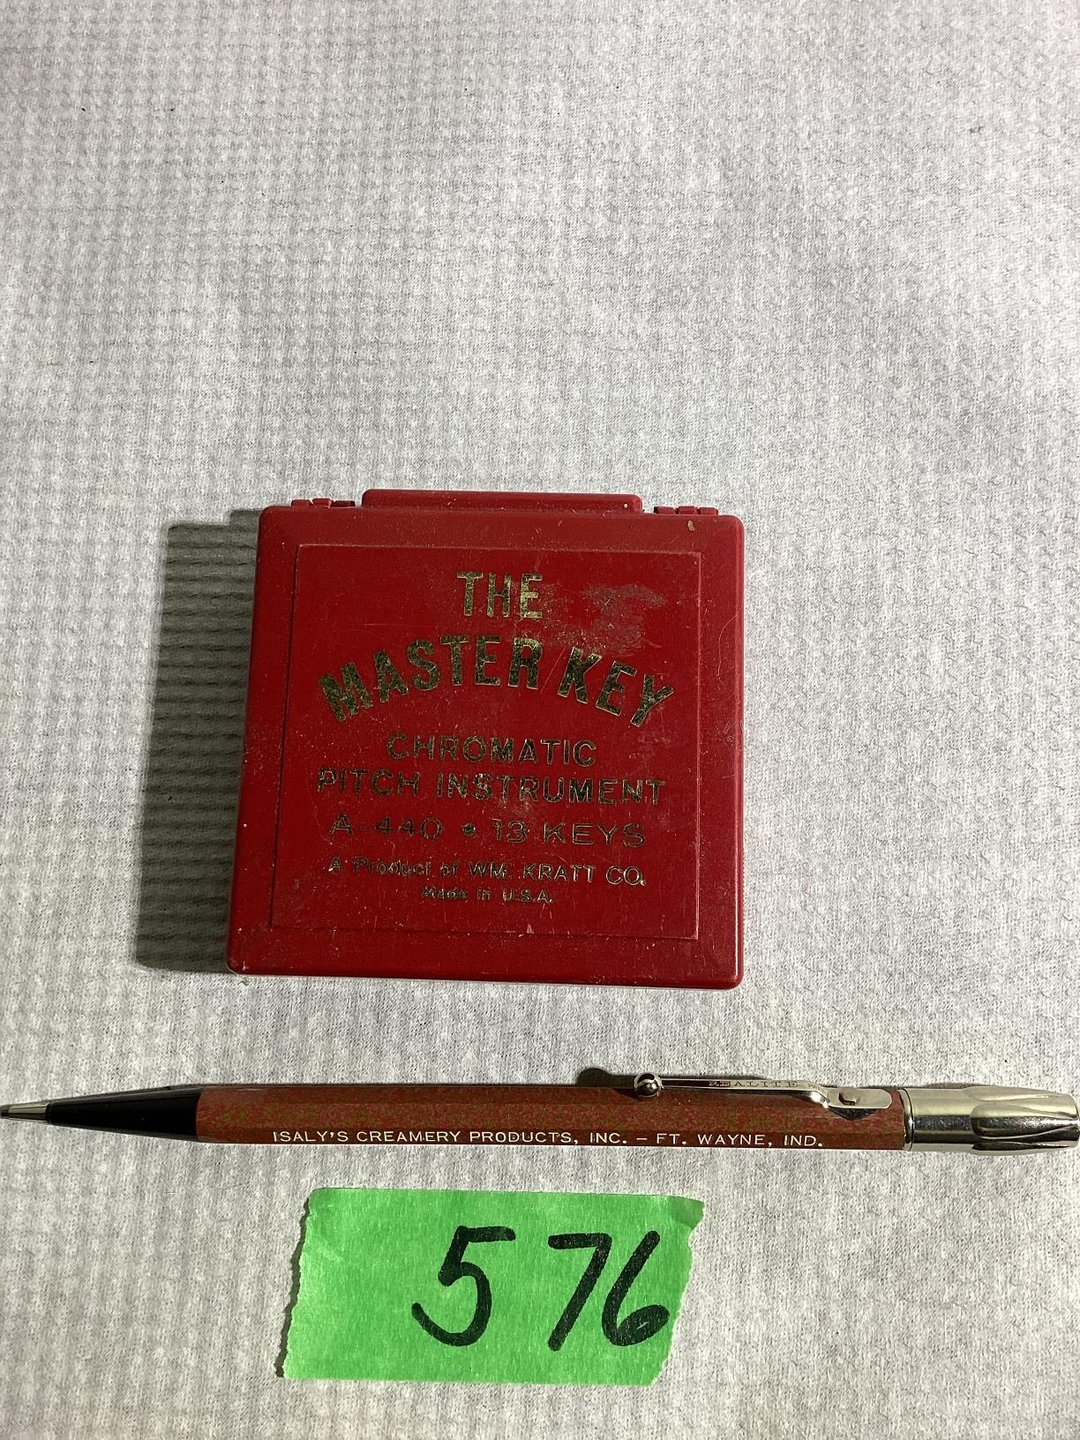 THE
MASTER KEY
CHROMATIC
PITCH INSTRUMENT
A-440 • 13 KEYS
A Product of WM. KRATT CO.
Made in U.S.A.
REALITE
ISALY'S CREAMERY PRODUCTS, INC. – FT. WAYNE, IND.
576